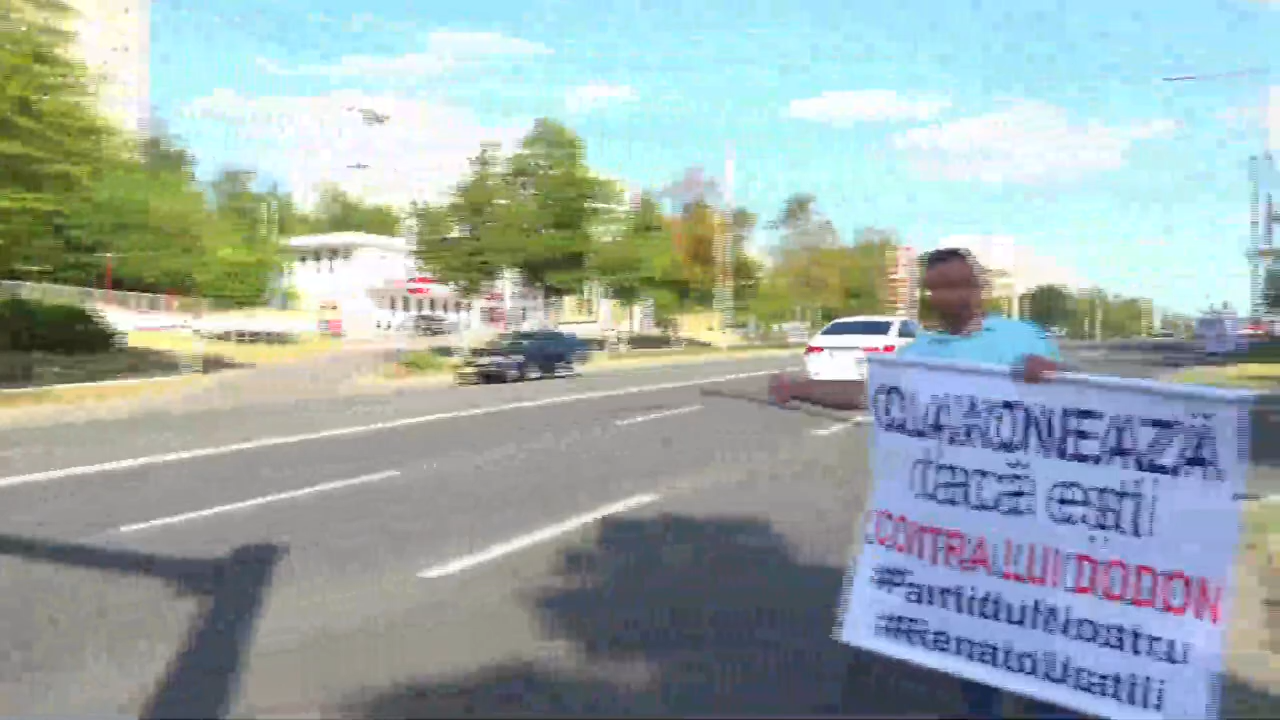 CLAXONEAZĂ
dacă ești
CONTRA LUI DODON
#PartidulNostru
#RenatoUsatii